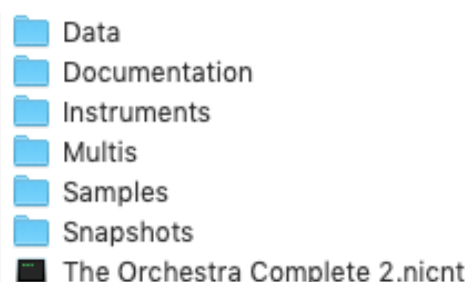 Data
Documentation
Instruments
Multis
Samples
Snapshots
The Orchestra Complete 2.nicnt